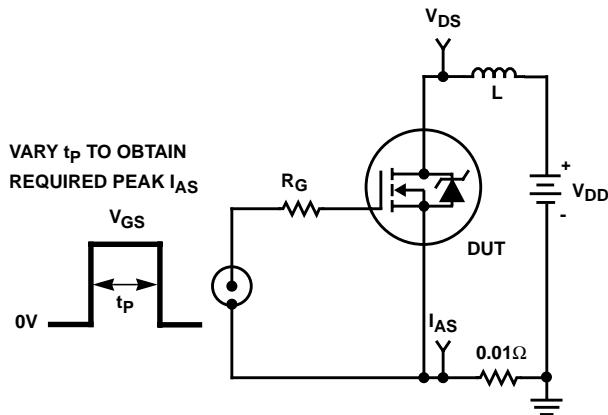 V_DS
L
VARY t_P TO OBTAIN
REQUIRED PEAK I_AS
R_G
+
V_DD
-
V_GS
DUT
t_P
0V
I_AS
0.01Ω